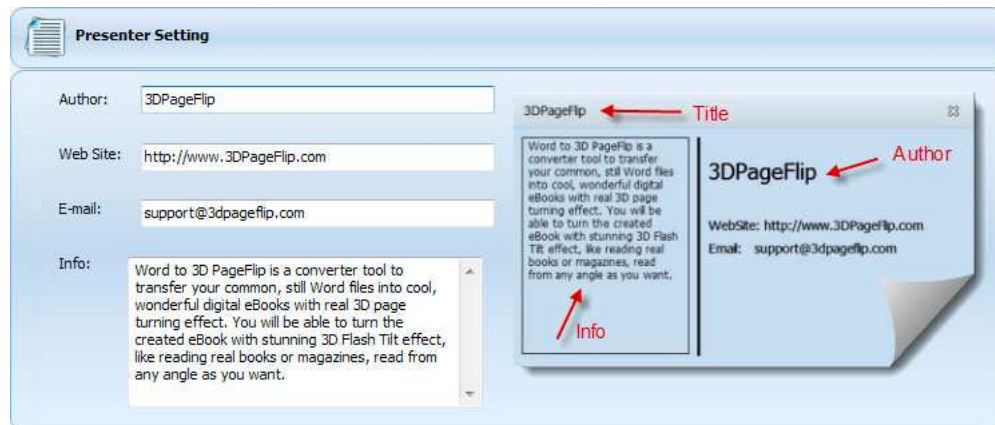 Presenter Setting
Author:
3DPageFlip
Web Site:
http://www.3DPageFlip.com
E-mail:
support@3dpageflip.com
Info:
Word to 3D PageFlip is a converter tool to
transfer your common, still Word files into cool,
wonderful digital eBooks with real 3D page
turning effect. You will be able to turn the
created eBook with stunning 3D Flash Tilt effect,
like reading real books or magazines, read from
any angle as you want.
3DPageFlip
Title
Word to 3D PageFlip is a
converter tool to transfer
your common, still Word files
into cool, wonderful digital
eBooks with real 3D page
turning effect. You will be
able to turn the created
eBook with stunning 3D Flash
Tilt effect, like reading real
books or magazines, read
from any angle as you want.
Info
3DPageFlip
Author
WebSite: http://www.3DPageFlip.com
Email: support@3dpageflip.com